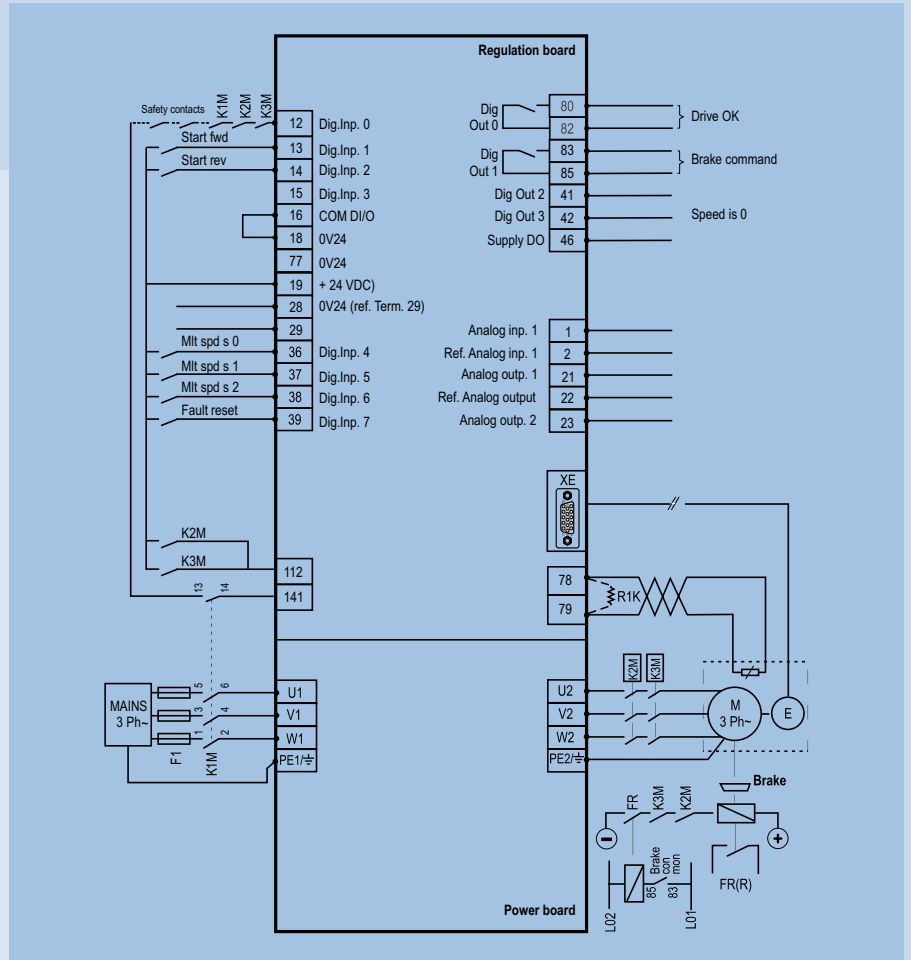 Regulation board
Safety contacts
K1M
K2M
K3M
12 Dig.Inp. 0
Start fwd
13 Dig.Inp. 1
Start rev
14 Dig.Inp. 2
15 Dig.Inp. 3
16 COM DI/O
18 0V24
77 0V24
19 + 24 VDC)
28 0V24 (ref. Term. 29)
29
Mlt spd s 0
36 Dig.Inp. 4
Mlt spd s 1
37 Dig.Inp. 5
Mlt spd s 2
38 Dig.Inp. 6
Fault reset
39 Dig.Inp. 7
K2M
K3M
112
13
14
141
Dig
Out 0
80
82
Drive OK
Dig
Out 1
83
85
Brake command
Dig Out 2 41
Dig Out 3 42 Speed is 0
Supply DO 46
Analog inp. 1 1
Ref. Analog inp. 1 2
Analog outp. 1 21
Ref. Analog output 22
Analog outp. 2 23
XE
78
79
R1K
MAINS
3 Ph~
F1
5
6
3
4
1
2
K1M
U1
V1
W1
PE1/
U2
V2
W2
PE2/
K2M
K3M
M
3 Ph~
E
Brake
FR
K3M
K2M
−
+
FR(R)
L02
85
Brake
con
mon
83
L01
Power board